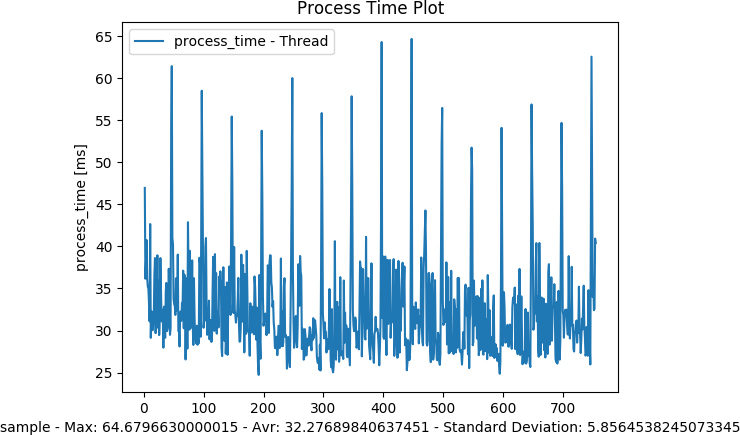 Process Time Plot
process_time - Thread
process_time [ms]
65
60
55
50
45
40
35
30
25
0 100 200 300 400 500 600 700
sample - Max: 64.6796630000015 - Avr: 32.27689840637451 - Standard Deviation: 5.8564538245073345